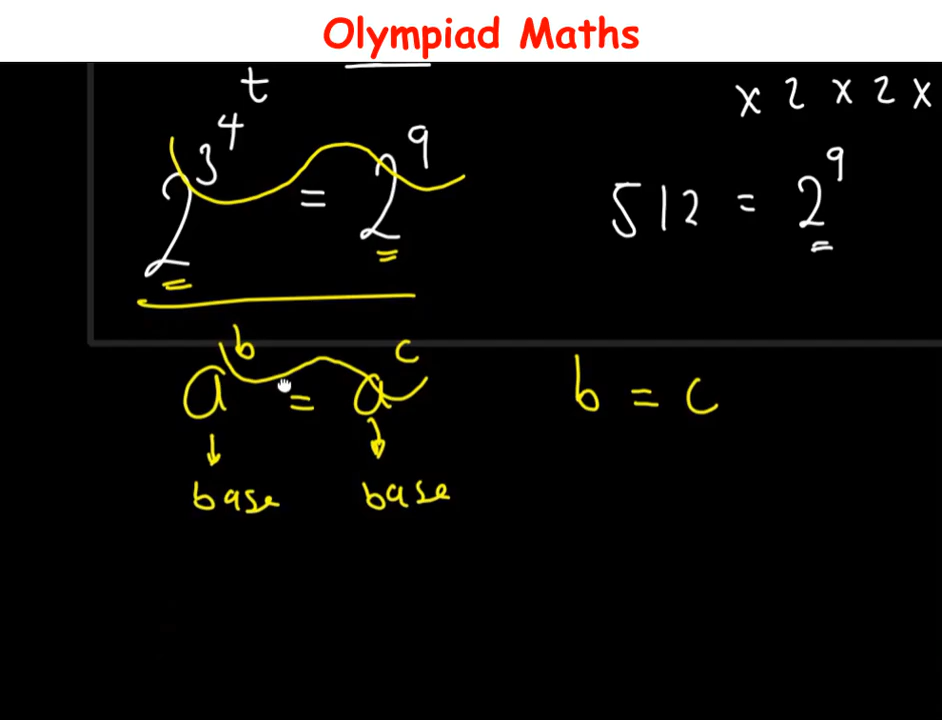 Olympiad Maths
2^{3^{4^{t}}} = 2^{9}
x 2 x 2 x
512 = 2^{9}
a^{b} = a^{c}
b = c
base base